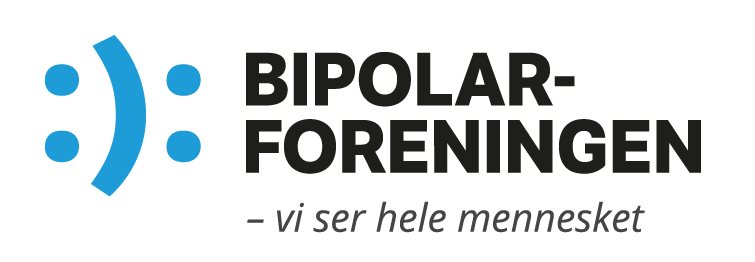 :):
BIPOLAR-
FORENINGEN
– vi ser hele mennesket